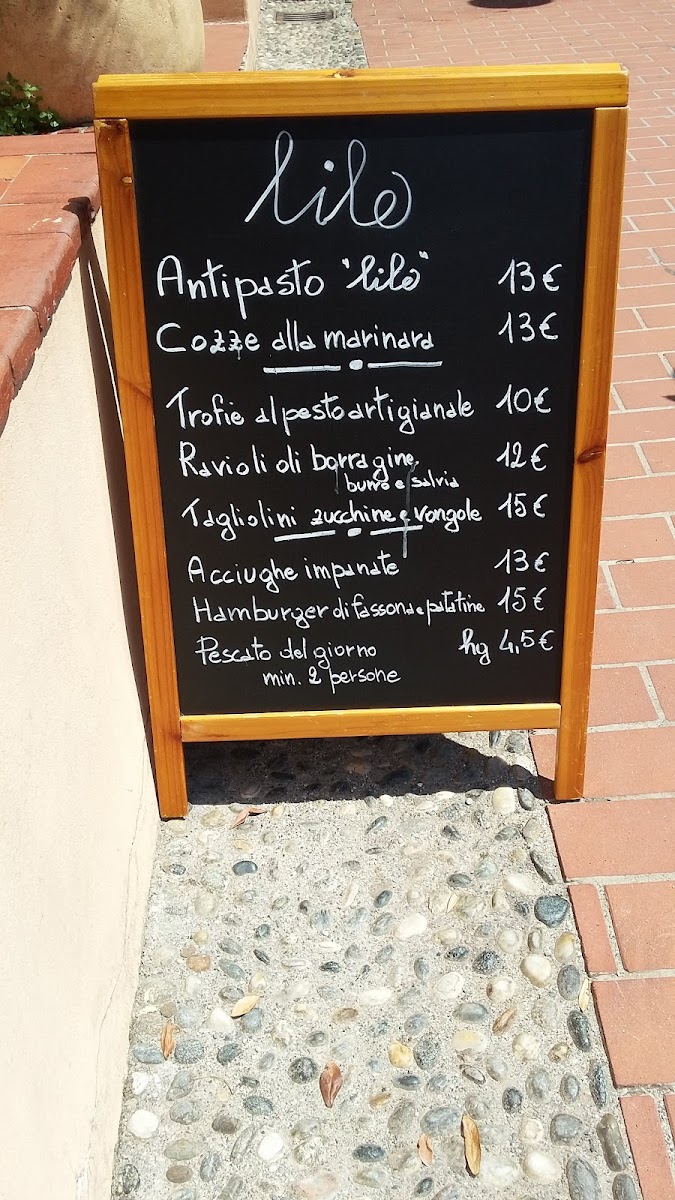 lilo
Antipasto "lilo" 13€
Cozze alla marinara 13€
Trofie al pesto artigianale 10€
Ravioli di borragine 12€
burro e salvia
Tagliolini zucchine e vongole 15€
Acciughe impanate 13€
Hamburger di fassona e patatine 15€
Pescato del giorno hg 4,5€
min. 2 persone